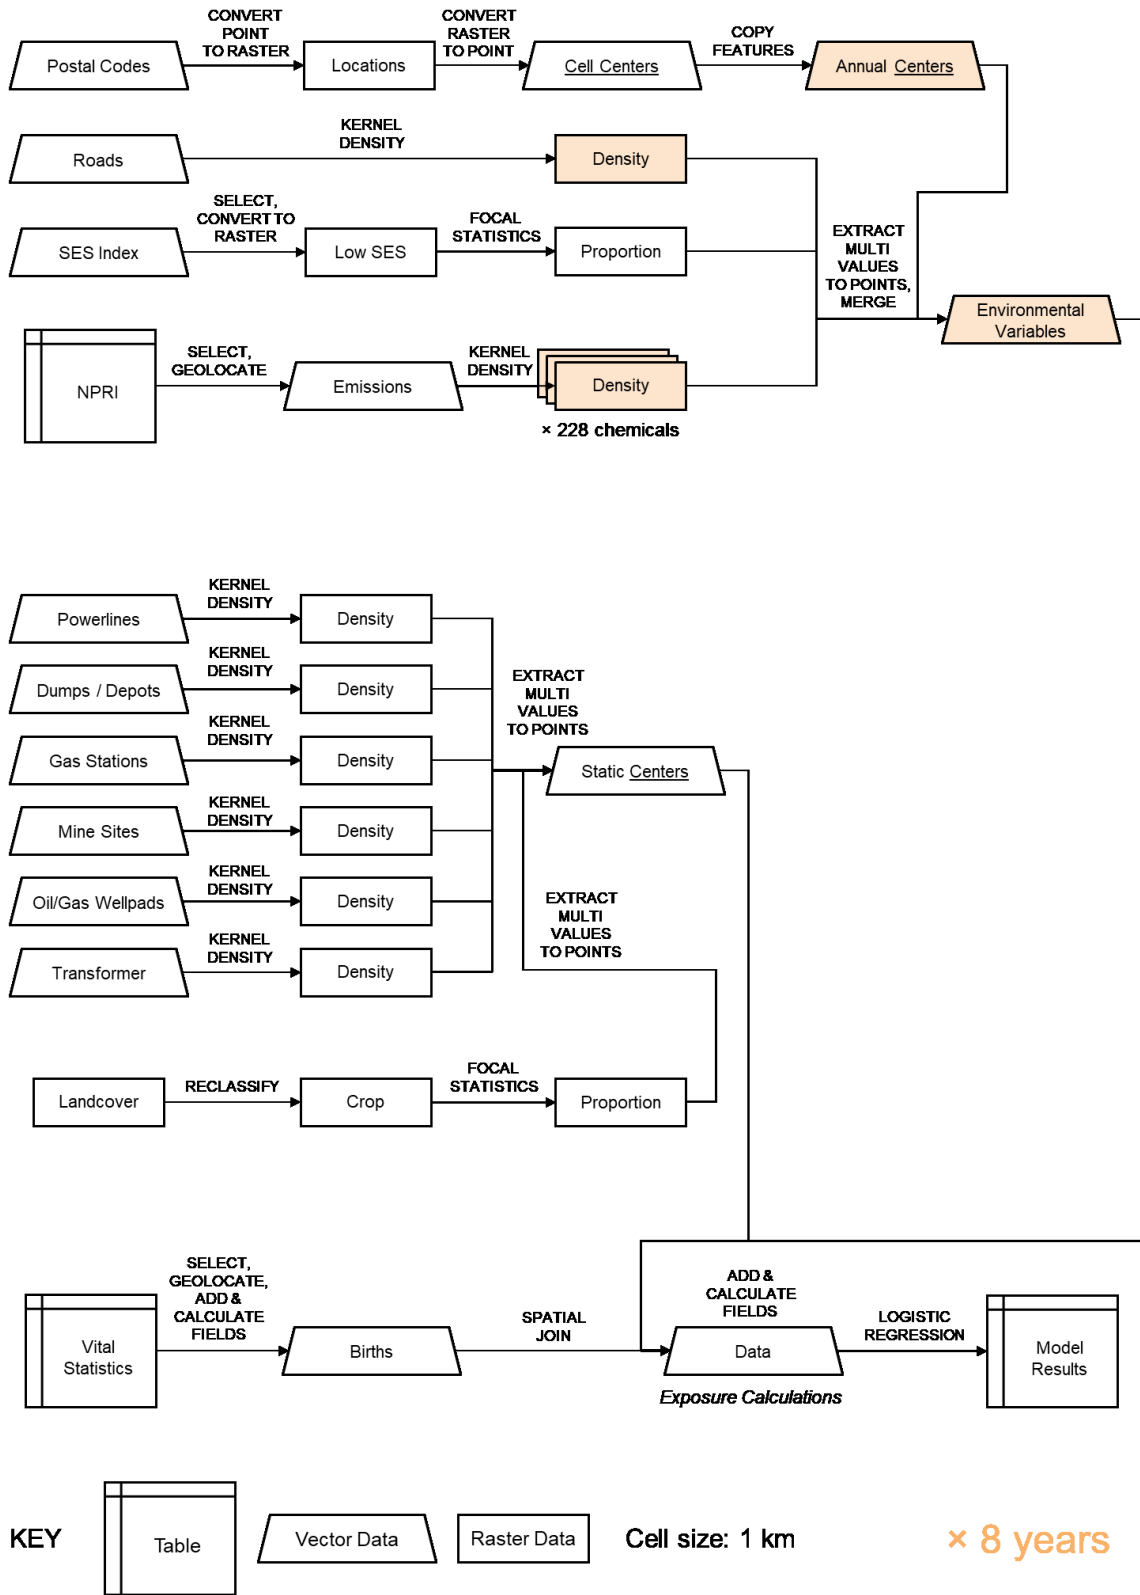 CONVERT
POINT
TO RASTER
CONVERT
RASTER
TO POINT
COPY
FEATURES
Postal Codes
Locations
Cell Centers
Annual Centers
KERNEL
DENSITY
Roads
Density
SELECT,
CONVERT TO
RASTER
FOCAL
STATISTICS
SES Index
Low SES
Proportion
EXTRACT
MULTI
VALUES
TO POINTS,
MERGE
Environmental
Variables
NPRI
SELECT,
GEOLOCATE
Emissions
KERNEL
DENSITY
Density
× 228 chemicals
KERNEL
DENSITY
Powerlines
Density
KERNEL
DENSITY
Dumps / Depots
Density
KERNEL
DENSITY
Gas Stations
Density
KERNEL
DENSITY
Mine Sites
Density
KERNEL
DENSITY
Oil/Gas Wellpads
Density
KERNEL
DENSITY
Transformer
Density
EXTRACT
MULTI
VALUES
TO POINTS
Static Centers
EXTRACT
MULTI
VALUES
TO POINTS
Landcover
RECLASSIFY
Crop
FOCAL
STATISTICS
Proportion
Vital
Statistics
SELECT,
GEOLOCATE,
ADD &
CALCULATE
FIELDS
Births
SPATIAL
JOIN
ADD &
CALCULATE
FIELDS
Data
Exposure Calculations
LOGISTIC
REGRESSION
Model
Results
KEY
Table
Vector Data
Raster Data
Cell size: 1 km
× 8 years